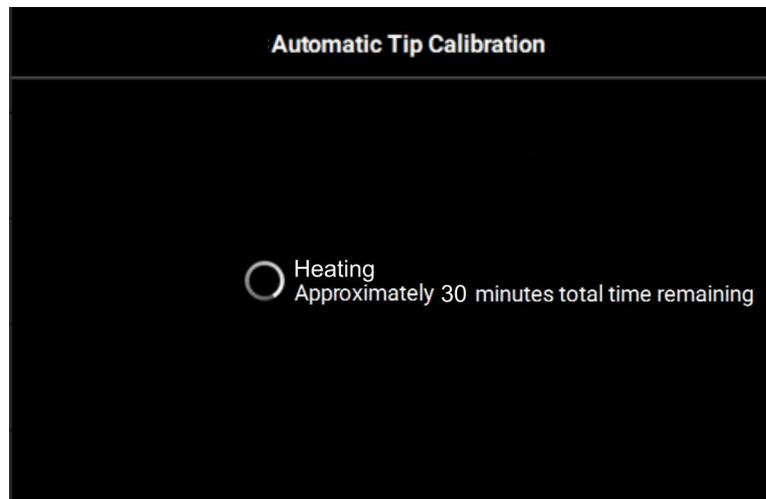 Automatic Tip Calibration
Heating
Approximately 30 minutes total time remaining